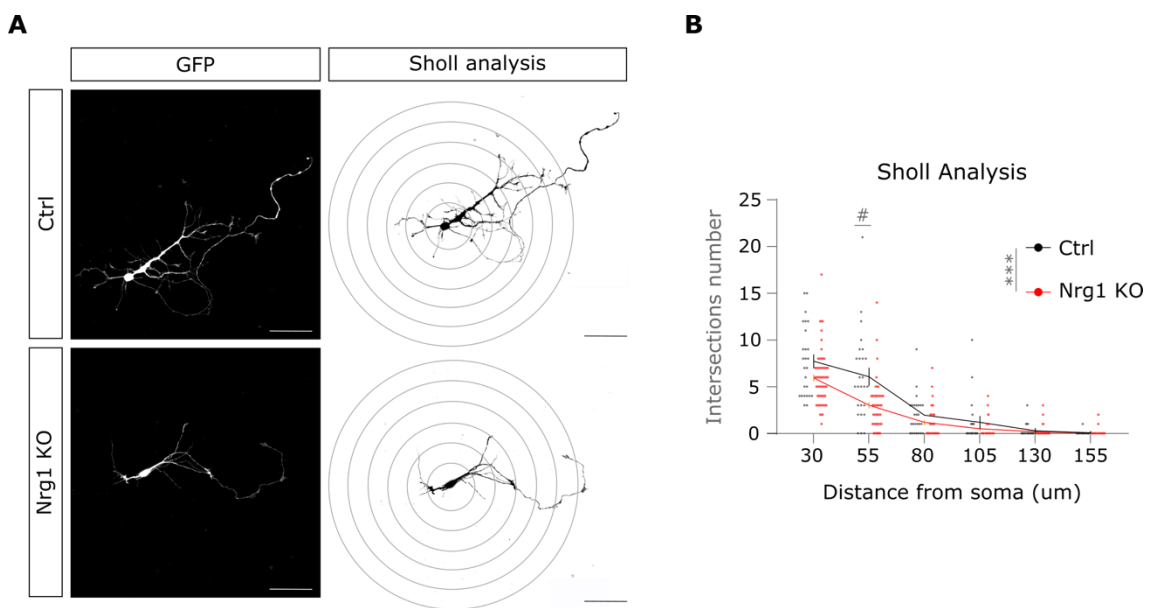 A
GFP
Sholl analysis
Ctrl
Nrg1 KO
B
Sholl Analysis
Intersections number
25
20
15
10
5
0
#
***
Ctrl
Nrg1 KO
30 55 80 105 130 155
Distance from soma (um)